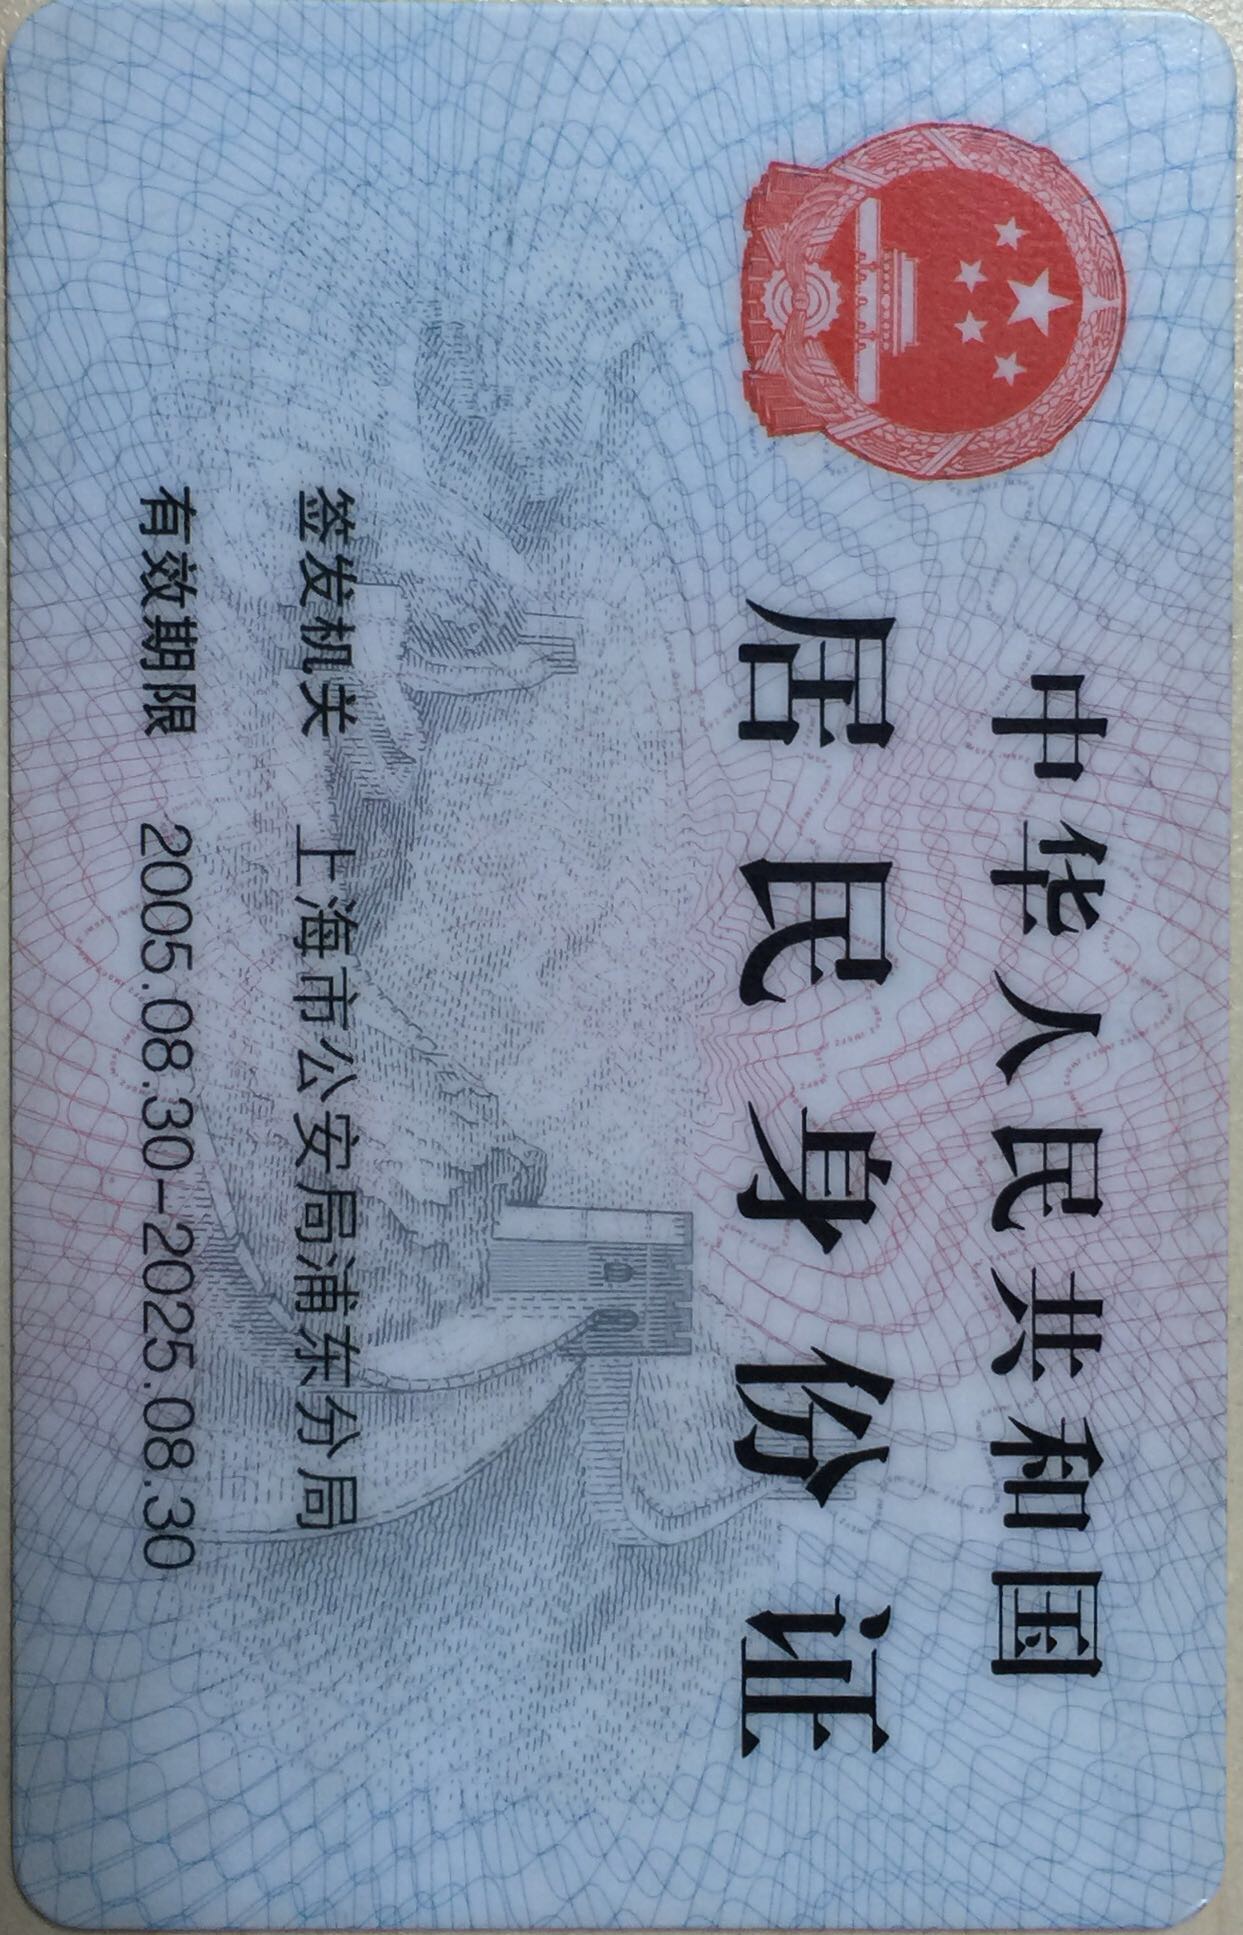 中华人民共和国
居民身份证
签发机关 上海市公安局浦东分局
有效期限 2005.08.30-2025.08.30